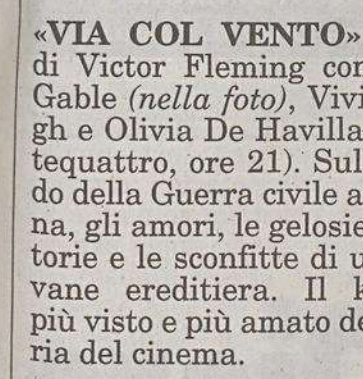 «VIA COL VENTO»
di Victor Fleming con
Gable (nella foto), Vivi
gh e Olivia De Havilla
tequattro, ore 21). Sul
do della Guerra civile a
na, gli amori, le gelosie
torie e le sconfitte di u
vane ereditiera. Il k
più visto e più amato de
ria del cinema.